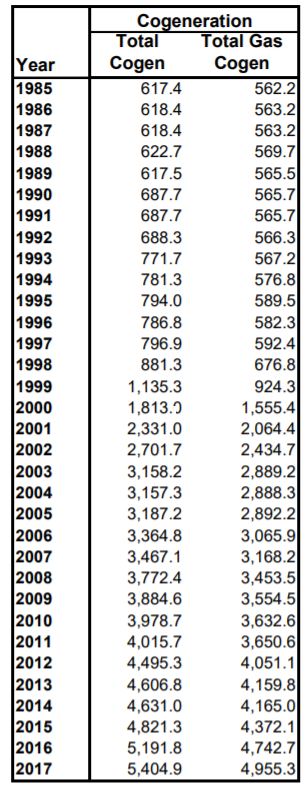 Cogeneration
Year Total Cogen Total Gas Cogen
1985 617.4 562.2
1986 618.4 563.2
1987 618.4 563.2
1988 622.7 569.7
1989 617.5 565.5
1990 687.7 565.7
1991 687.7 565.7
1992 688.3 566.3
1993 771.7 567.2
1994 781.3 576.8
1995 794.0 589.5
1996 786.8 582.3
1997 796.9 592.4
1998 881.3 676.8
1999 1,135.3 924.3
2000 1,813.0 1,555.4
2001 2,331.0 2,064.4
2002 2,701.7 2,434.7
2003 3,158.2 2,889.2
2004 3,157.3 2,888.3
2005 3,187.2 2,892.2
2006 3,364.8 3,065.9
2007 3,467.1 3,168.2
2008 3,772.4 3,453.5
2009 3,884.6 3,554.5
2010 3,978.7 3,632.6
2011 4,015.7 3,650.6
2012 4,495.3 4,051.1
2013 4,606.8 4,159.8
2014 4,631.0 4,165.0
2015 4,821.3 4,372.1
2016 5,191.8 4,742.7
2017 5,404.9 4,955.3